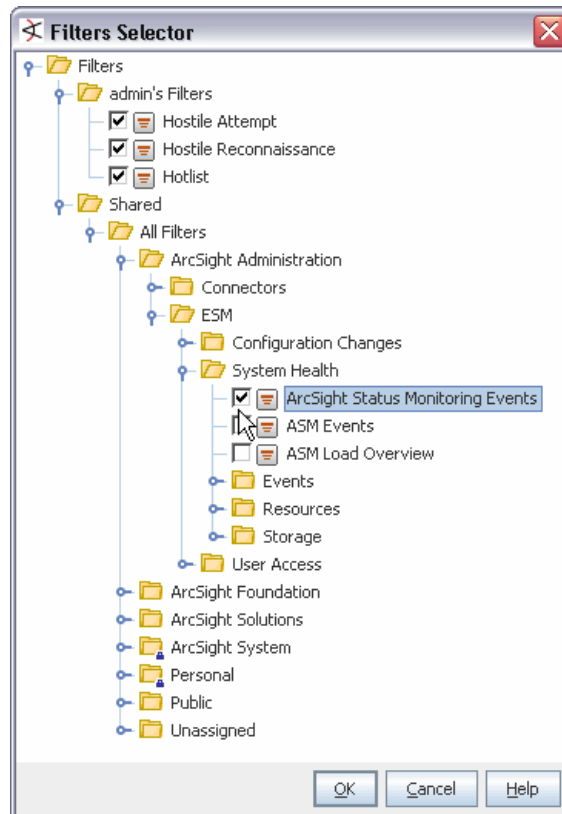 Filters Selector
Filters
admin's Filters
Hostile Attempt
Hostile Reconnaissance
Hotlist
Shared
All Filters
ArcSight Administration
Connectors
ESM
Configuration Changes
System Health
ArcSight Status Monitoring Events
ASM Events
ASM Load Overview
Events
Resources
Storage
User Access
ArcSight Foundation
ArcSight Solutions
ArcSight System
Personal
Public
Unassigned
OK Cancel Help